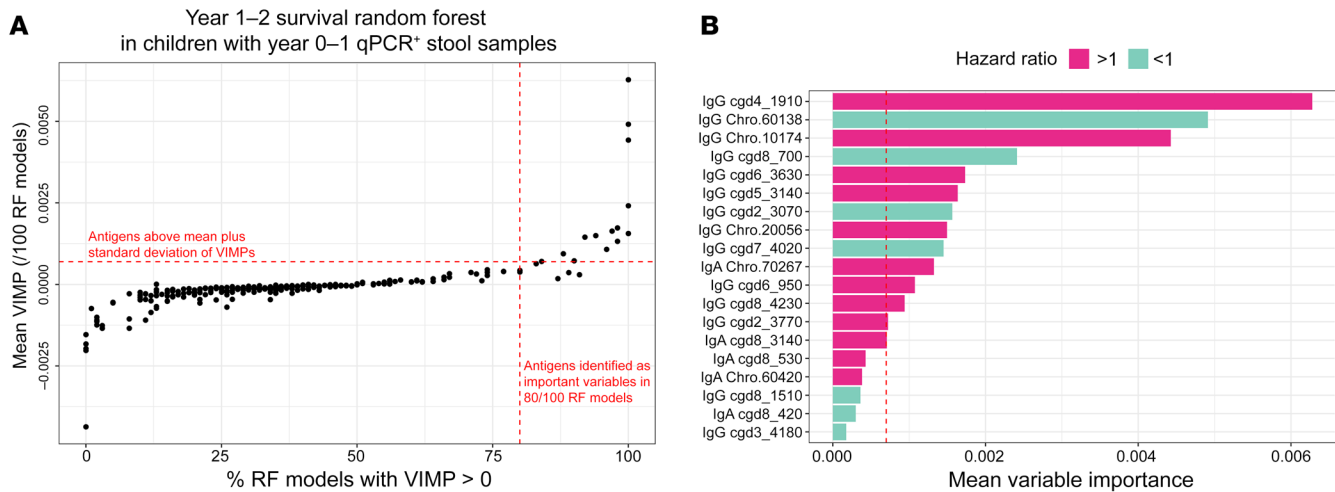 A
Year 1–2 survival random forest
in children with year 0–1 qPCR⁺ stool samples
Mean VIMP (/100 RF models)
0.0050
0.0025
0.0000
−0.0025
Antigens above mean plus
standard deviation of VIMPs
Antigens identified as
important variables in
80/100 RF models
0
25
50
75
100
% RF models with VIMP > 0
B
Hazard ratio >1 <1
IgG cgd4_1910
IgG Chro.60138
IgG Chro.10174
IgG cgd8_700
IgG cgd6_3630
IgG cgd5_3140
IgG cgd2_3070
IgG Chro.20056
IgG cgd7_4020
IgA Chro.70267
IgG cgd6_950
IgG cgd8_4230
IgG cgd2_3770
IgA cgd8_3140
IgA cgd8_530
IgA Chro.60420
IgG cgd8_1510
IgA cgd8_420
IgG cgd3_4180
0.000
0.002
0.004
0.006
Mean variable importance